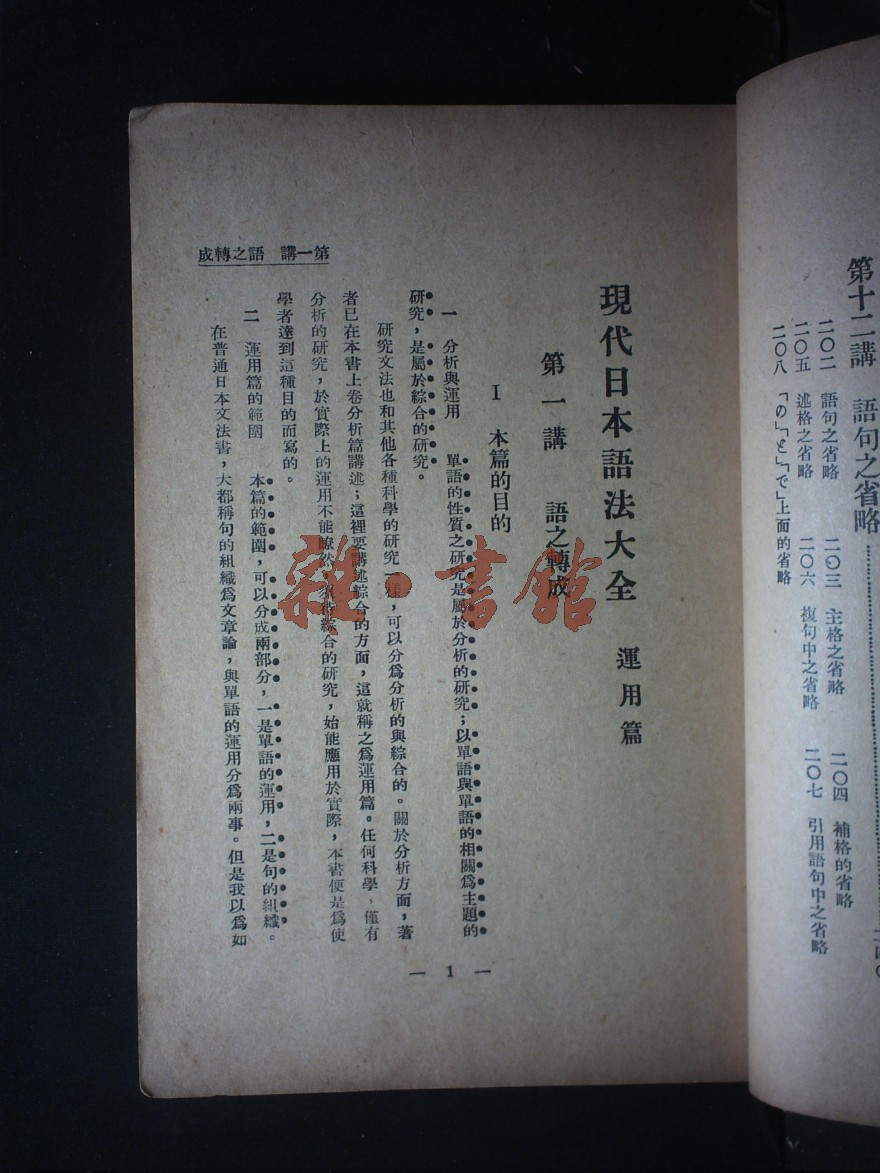 第十二講　語句之省略
二〇二　語句之省略　二〇三　主格之省略　二〇四　補格的省略
二〇五　述格之省略　二〇六　複句中之省略　二〇七　引用語句中之省略
二〇八　「の」「と」「で」上面的省略
現代日本語法大全　運用篇
第一講　語之轉成
I　本篇的目的
一　分析與運用　單語的性質之研究是屬於分析的研究；以單語與單語的相關爲主題的
研究，是屬於綜合的研究。
研究文法也和其他各種科學的研究一樣，可以分爲分析的與綜合的。關於分析方面，著
者已在本書上卷分析篇講述；這裡要講述綜合的方面，這就稱之爲運用篇。任何科學、僅有
分析的研究，於實際上的運用不能瞭然，待綜合的研究，始能應用於實際，本書便是爲使
學者達到這種目的而寫的。
二　運用篇的範圍　本篇的範圍，可以分成兩部分，一是單語的運用，二是句的組織。
在普通日本文法書，大都稱句的組織爲文章論，與單語的運用分爲兩事。但是我以爲如
第一講　語之轉成
— 1 —
雜·書館